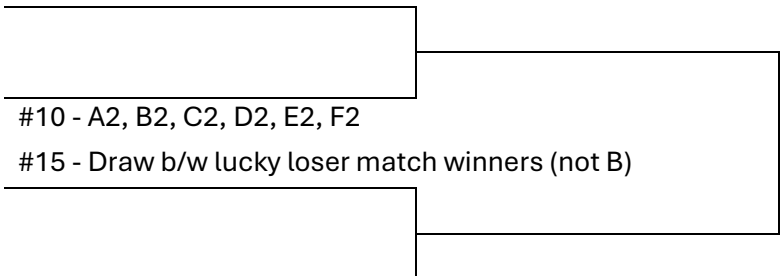 #10 - A2, B2, C2, D2, E2, F2
#15 - Draw b/w lucky loser match winners (not B)